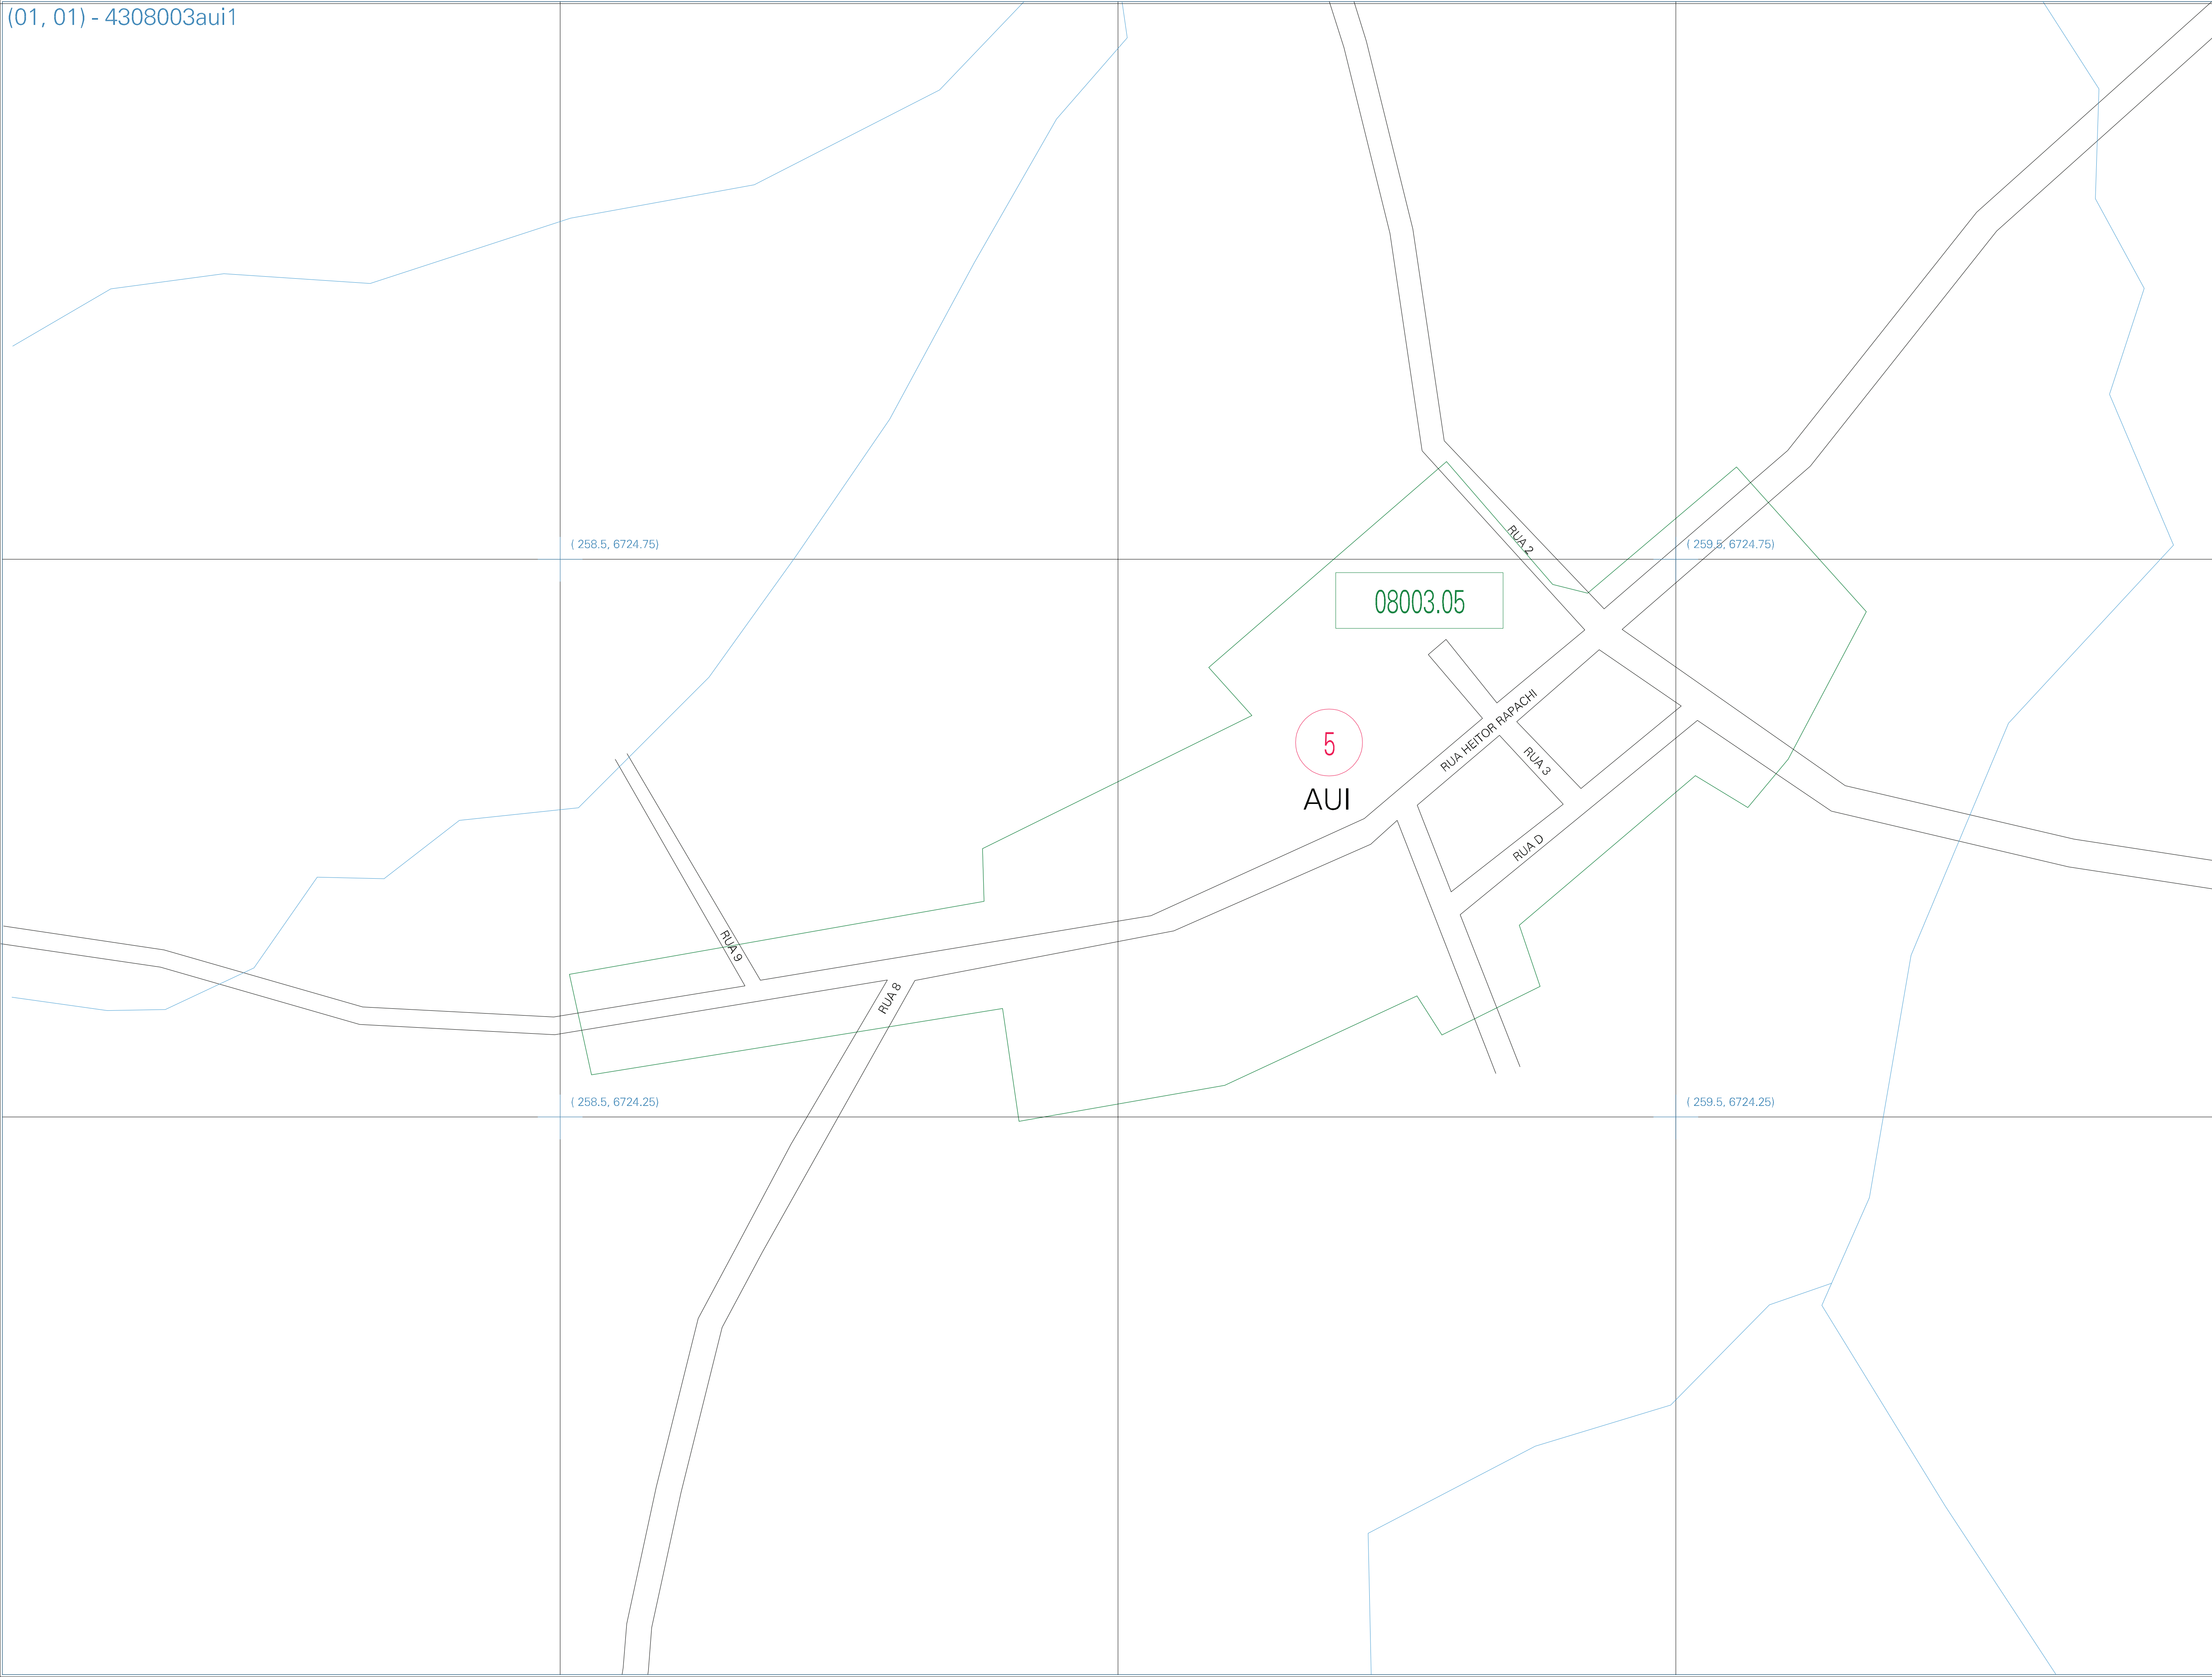 (01, 01) - 4308003aui1
RUA 2
( 258.5, 6724.75)
( 259.5, 6724.75)
08003.05
RUA HEITOR RAPACHI
5
RUA 3
AUI
RUA D
RUA 9
RUA 8
( 258.5, 6724.25)
( 259.5, 6724.25)